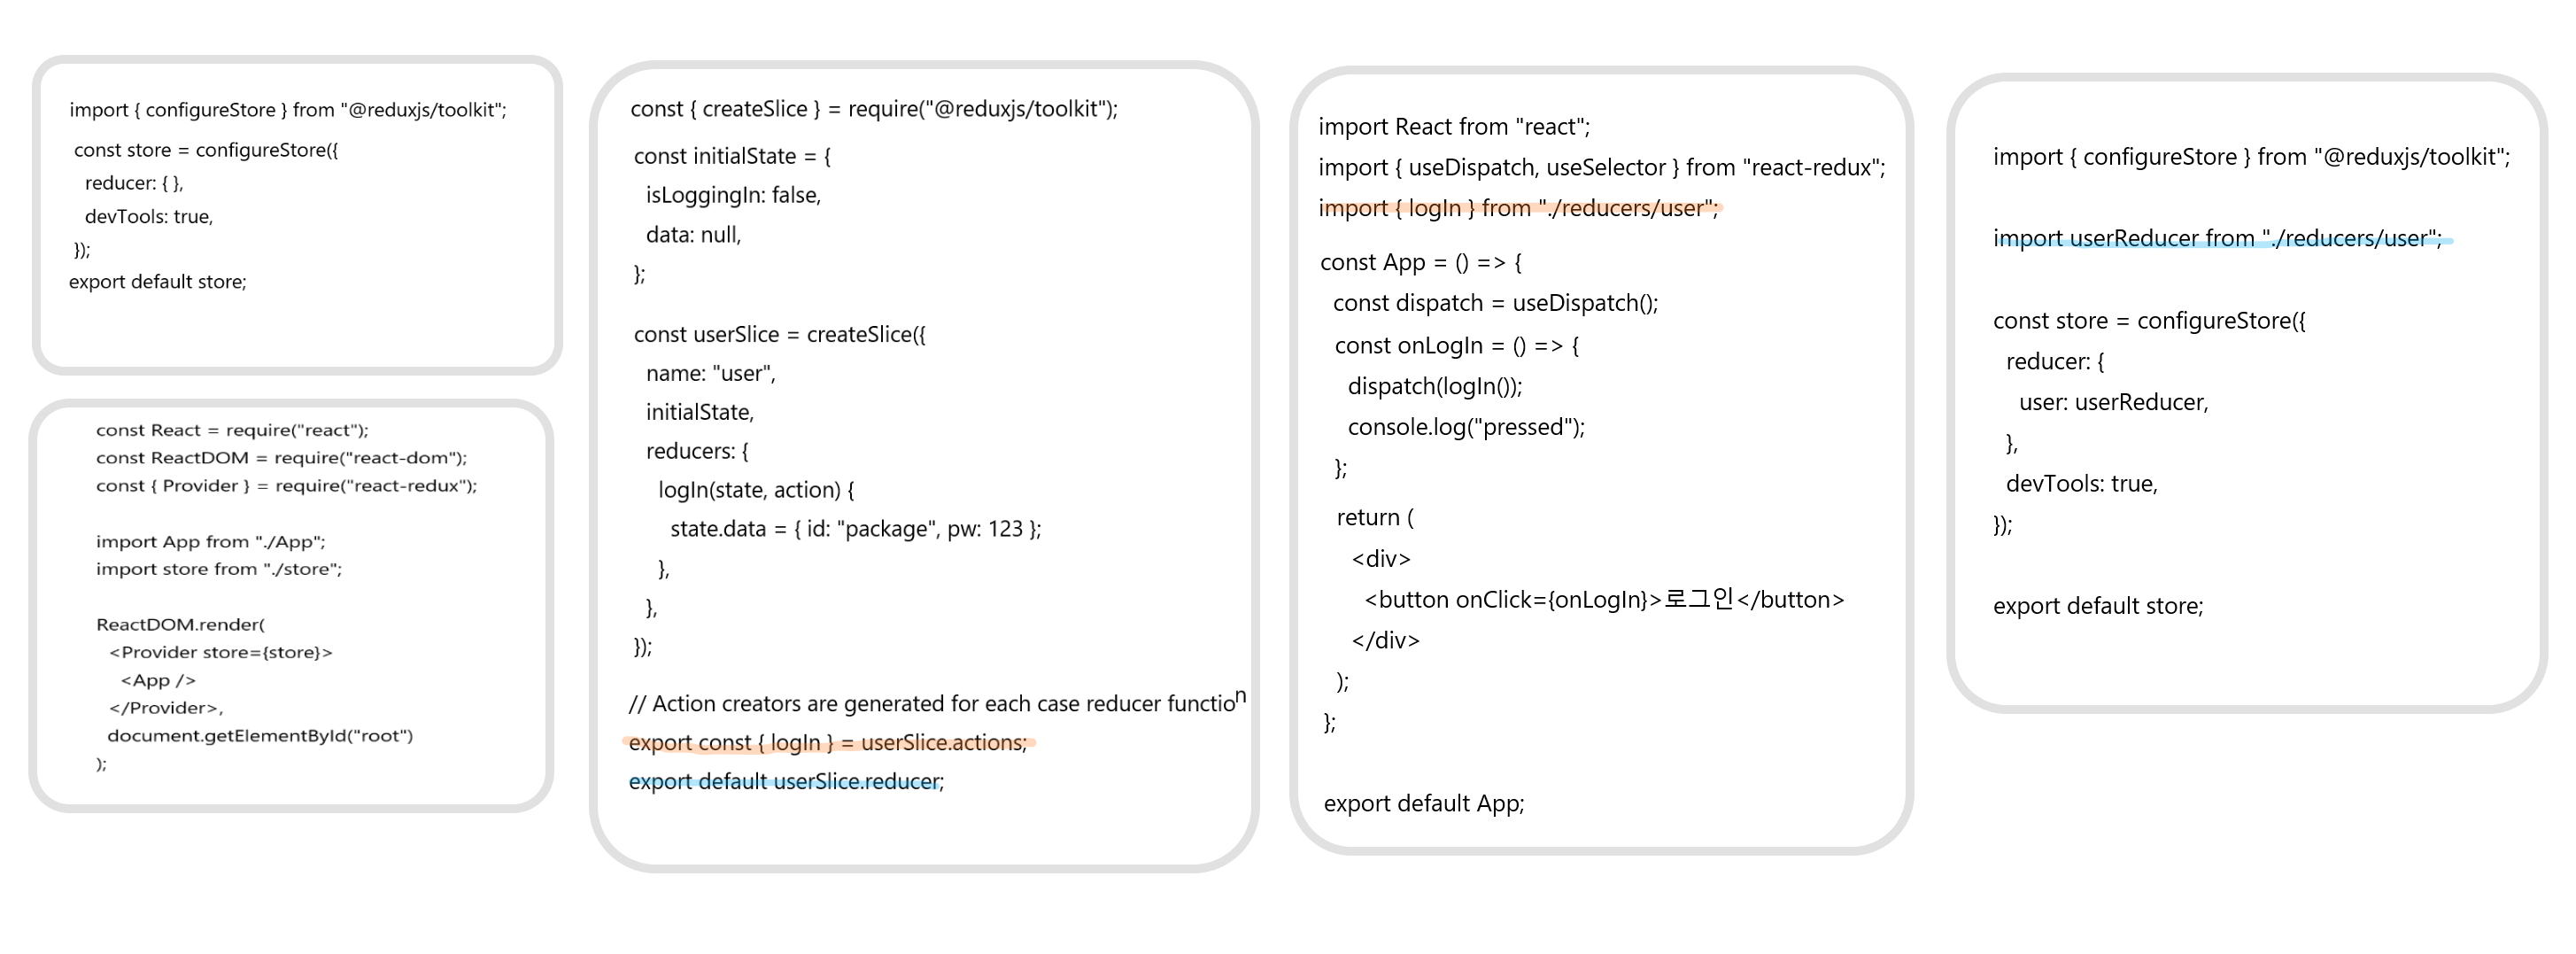 import { configureStore } from "@reduxjs/toolkit";
const store = configureStore({
reducer: { },
devTools: true,
});
export default store;
const React = require("react");
const ReactDOM = require("react-dom");
const { Provider } = require("react-redux");
import App from "./App";
import store from "./store";
ReactDOM.render(
<Provider store={store}>
<App />
</Provider>,
document.getElementById("root")
);
const { createSlice } = require("@reduxjs/toolkit");
const initialState = {
isLoggingIn: false,
data: null,
};
const userSlice = createSlice({
name: "user",
initialState,
reducers: {
logIn(state, action) {
state.data = { id: "package", pw: 123 };
},
},
});
// Action creators are generated for each case reducer function
export const { logIn } = userSlice.actions;
export default userSlice.reducer;
import React from "react";
import { useDispatch, useSelector } from "react-redux";
import { logIn } from "./reducers/user";
const App = () => {
const dispatch = useDispatch();
const onLogIn = () => {
dispatch(logIn());
console.log("pressed");
};
return (
<div>
<button onClick={onLogIn}>로그인</button>
</div>
);
};
export default App;
import { configureStore } from "@reduxjs/toolkit";
import userReducer from "./reducers/user";
const store = configureStore({
reducer: {
user: userReducer,
},
devTools: true,
});
export default store;